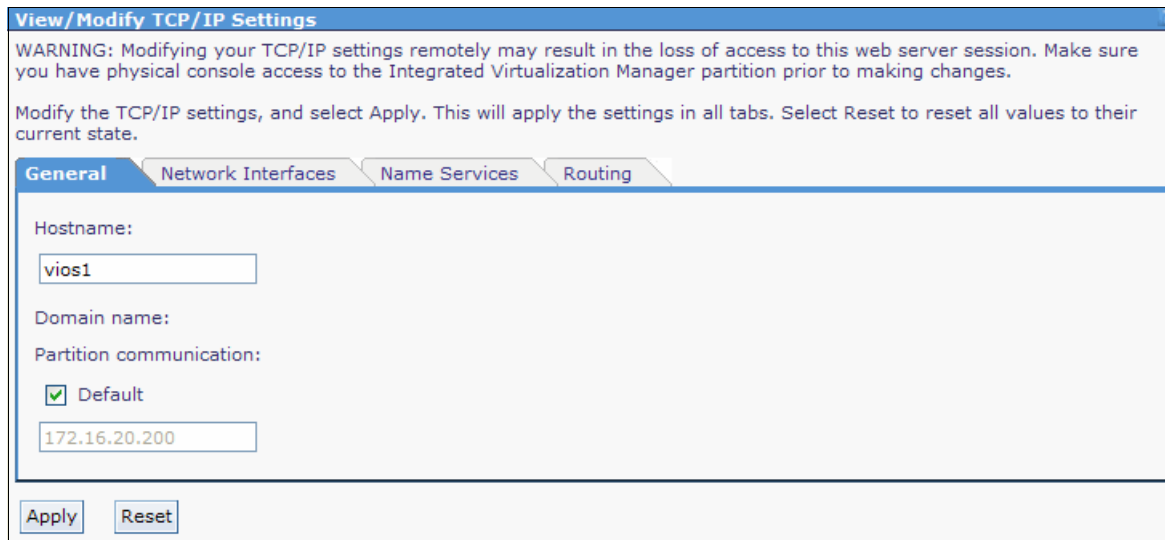 View/Modify TCP/IP Settings
WARNING: Modifying your TCP/IP settings remotely may result in the loss of access to this web server session. Make sure
you have physical console access to the Integrated Virtualization Manager partition prior to making changes.
Modify the TCP/IP settings, and select Apply. This will apply the settings in all tabs. Select Reset to reset all values to their
current state.
General Network Interfaces Name Services Routing
Hostname:
vios1
Domain name:
Partition communication:
Default
172.16.20.200
Apply Reset